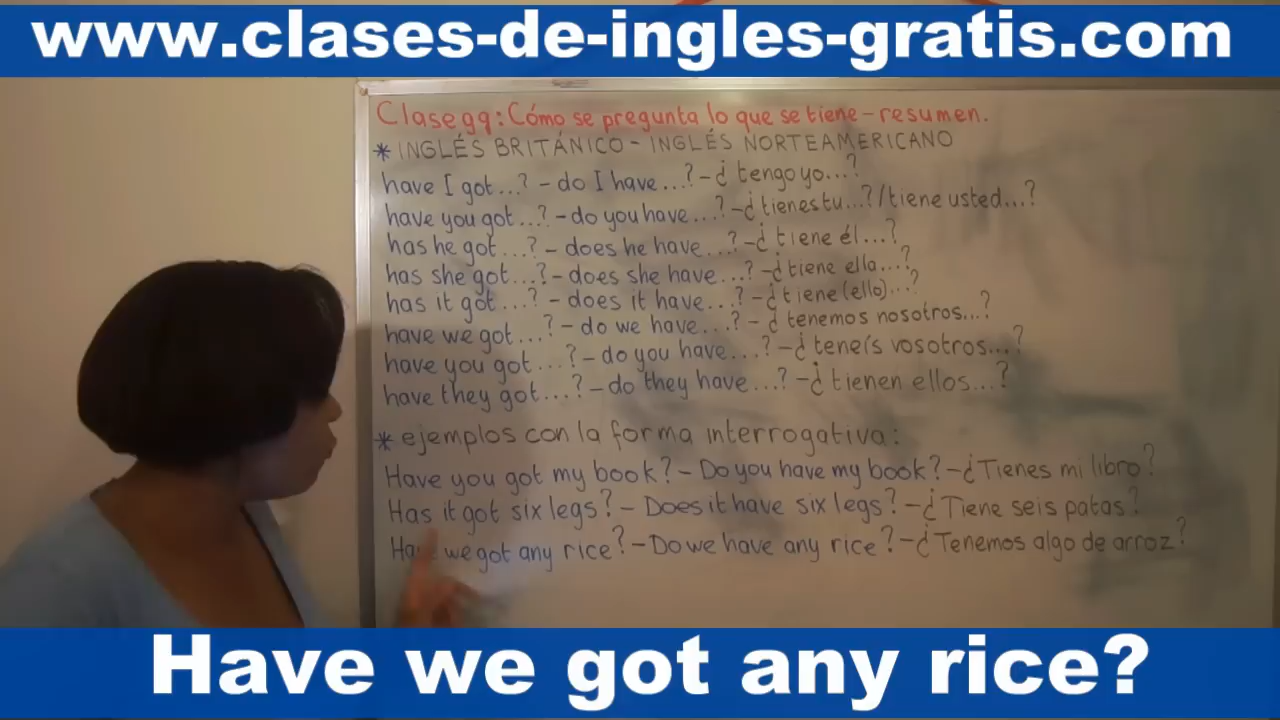 www.clases-de-ingles-gratis.com
Clase 99: Cómo se pregunta lo que se tiene - resumen.
* INGLÉS BRITÁNICO - INGLÉS NORTEAMERICANO
have I got...? - do I have...? - ¿tengo yo...?
have you got...? - do you have...? - ¿tienes tu...?/tiene usted...?
has he got...? - does he have...? - ¿tiene él...?
has she got...? - does she have...? - ¿tiene ella...?
has it got...? - does it have...? - ¿tiene (ello)...?
have we got...? - do we have...? - ¿tenemos nosotros...?
have you got...? - do you have...? - ¿tenéis vosotros...?
have they got....? - do they have...? - ¿tienen ellos...?
* ejemplos con la forma interrogativa:
Have you got my book? - Do you have my book? - ¿Tienes mi libro?
Has it got six legs? - Does it have six legs? - ¿Tiene seis patas?
Have we got any rice? - Do we have any rice? - ¿Tenemos algo de arroz?
Have we got any rice?